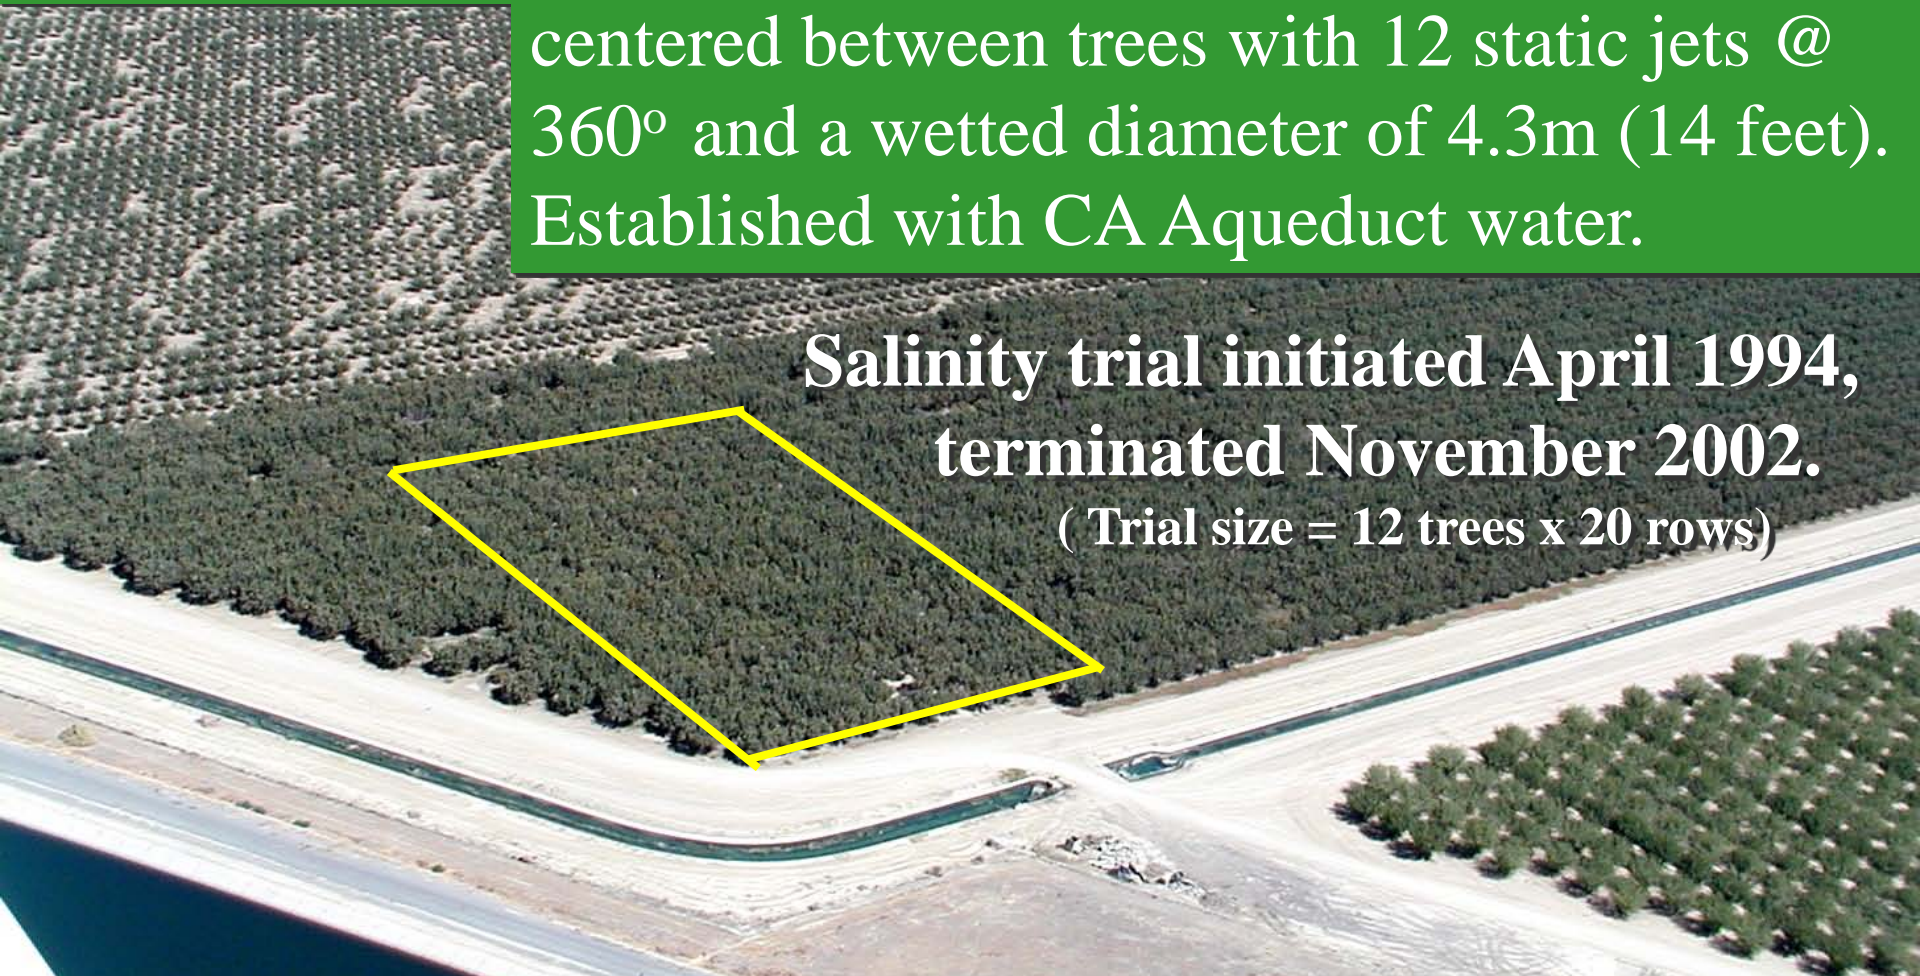 centered between trees with 12 static jets @
360º and a wetted diameter of 4.3m (14 feet).
Established with CA Aqueduct water.
Salinity trial initiated April 1994,
terminated November 2002.
( Trial size = 12 trees x 20 rows)